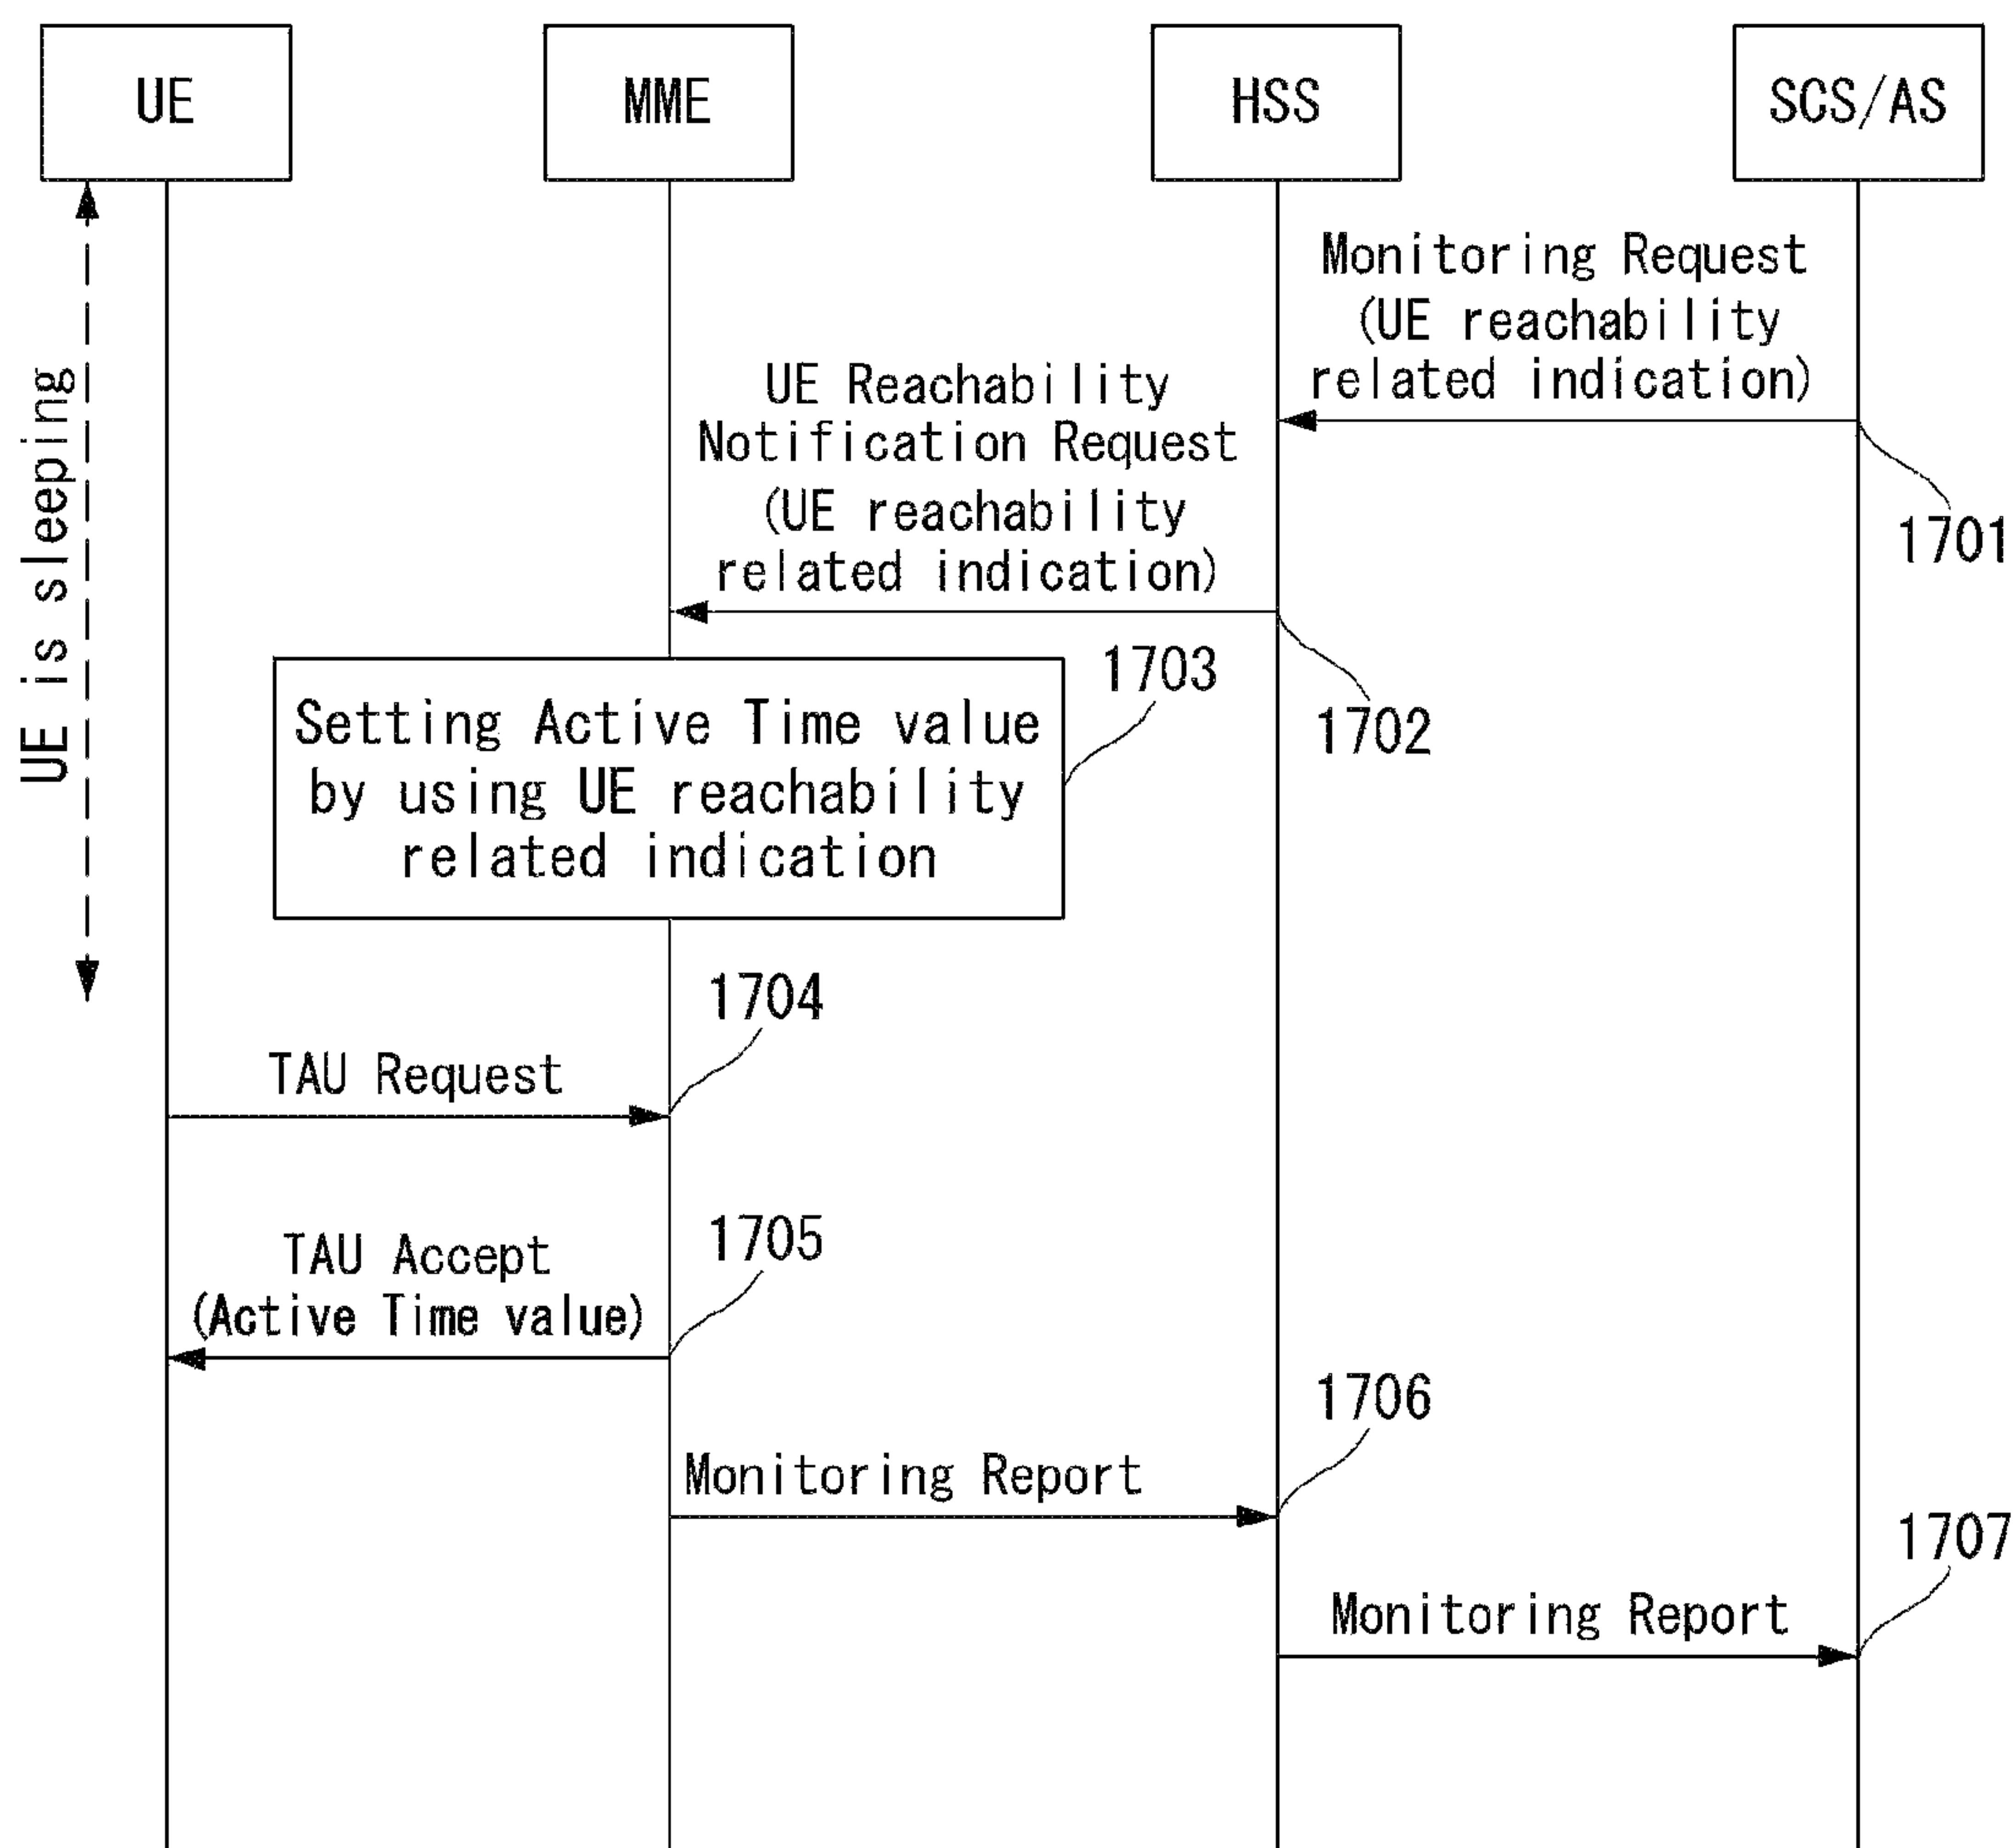 UE
MME
HSS
SCS/AS
UE is sleeping
Monitoring Request
(UE reachability
related indication)
1701
UE Reachability
Notification Request
(UE reachability
related indication)
1702
Setting Active Time value
by using UE reachability
related indication
1703
1704
TAU Request
1705
TAU Accept
(Active Time value)
1706
Monitoring Report
1707
Monitoring Report